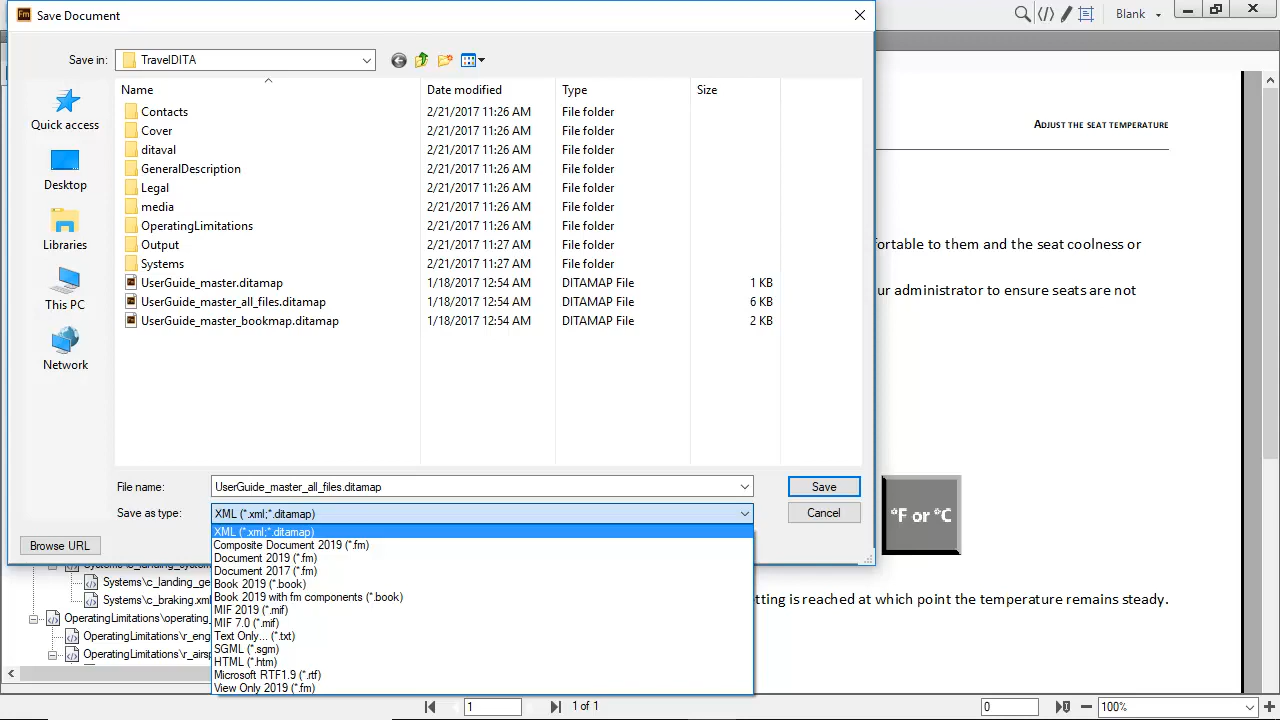 Fm Save Document
Blank
Save in: TravelDITA
Name Date modified Type Size
Quick access
Desktop
Libraries
This PC
Network
Contacts 2/21/2017 11:26 AM File folder
Cover 2/21/2017 11:26 AM File folder
ditaval 2/21/2017 11:26 AM File folder
GeneralDescription 2/21/2017 11:26 AM File folder
Legal 2/21/2017 11:26 AM File folder
media 2/21/2017 11:26 AM File folder
OperatingLimitations 2/21/2017 11:26 AM File folder
Output 2/21/2017 11:27 AM File folder
Systems 2/21/2017 11:27 AM File folder
UserGuide_master.ditamap 1/18/2017 12:54 AM DITAMAP File 1 KB
UserGuide_master_all_files.ditamap 1/18/2017 12:54 AM DITAMAP File 6 KB
UserGuide_master_bookmap.ditamap 1/18/2017 12:54 AM DITAMAP File 2 KB
File name: UserGuide_master_all_files.ditamap Save
Save as type: XML (*.xml;*.ditamap) Cancel
Browse URL
XML (*.xml;*.ditamap)
Composite Document 2019 (*.fm)
Document 2019 (*.fm)
Document 2017 (*.fm)
Book 2019 (*.book)
Book 2019 with fm components (*.book)
MIF 2019 (*.mif)
MIF 7.0 (*.mif)
Text Only... (*.txt)
SGML (*.sgm)
HTML (*.htm)
Microsoft RTF1.9 (*.rtf)
View Only 2019 (*.fm)
ADJUST THE SEAT TEMPERATURE
fortable to them and the seat coolness or
ur administrator to ensure seats are not
°F or °C
tting is reached at which point the temperature remains steady.
Systems\c_landing_ge
Systems\c_braking.xml
OperatingLimitations\operating_
OperatingLimitations\r_eng
OperatingLimitations\r_airsp
1 1 of 1 0 100%